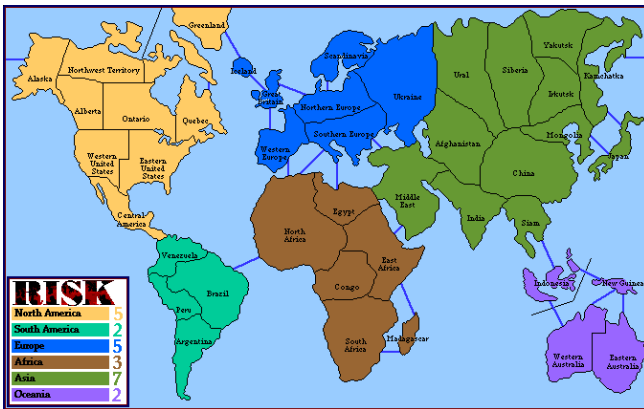 Greenland
Alaska
Northwest Territory
Alberta
Ontario
Quebec
Western
United
States
Eastern
United
States
Central
America
Venezuela
Brazil
Peru
Argentina
Iceland
Scandinavia
Great
Britain
Northern Europe
Ukraine
Southern Europe
Western
Europe
North
Africa
Egypt
East
Africa
Congo
South
Africa
Madagascar
Ural
Siberia
Yakutsk
Irkutsk
Kamchatka
Mongolia
Japan
Afghanistan
China
Middle
East
India
Siam
Indonesia
New Guinea
Western
Australia
Eastern
Australia
RISK
North America 5
South America 2
Europe 5
Africa 3
Asia 7
Oceania 2